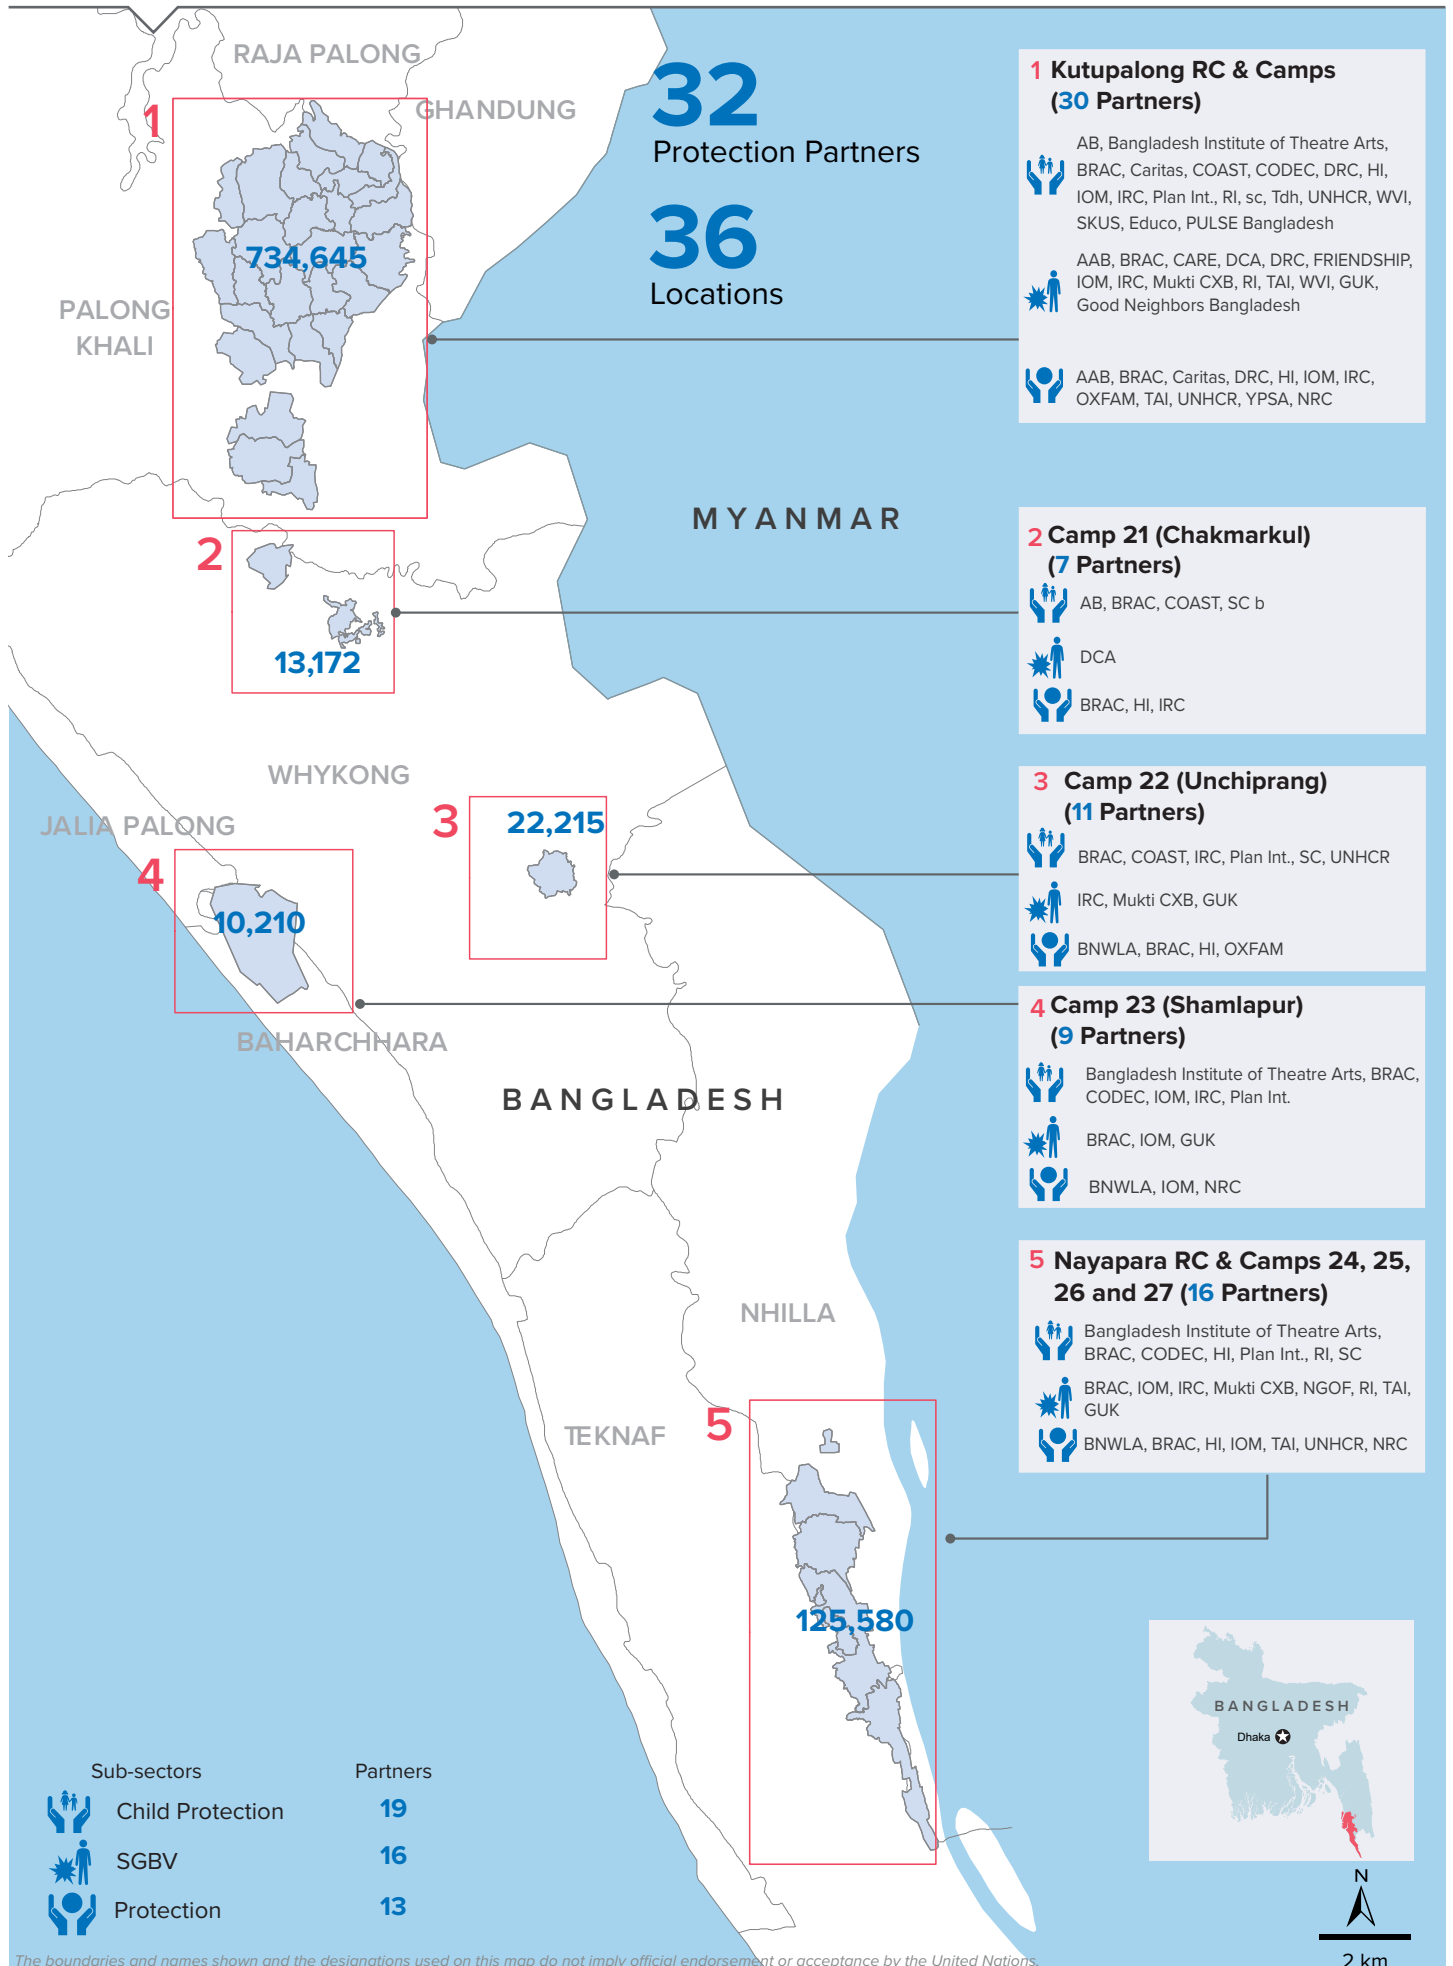 RAJA PALONG
GHANDUNG
1
734,645
PALONG
KHALI
32
Protection Partners
36
Locations
MYANMAR
2
13,172
WHYKONG
JALIA PALONG
3
22,215
4
10,210
BAHARCHHARA
BANGLADESH
NHILLA
TEKNAF
5
125,580
1 Kutupalong RC & Camps
(30 Partners)
AB, Bangladesh Institute of Theatre Arts,
BRAC, Caritas, COAST, CODEC, DRC, HI,
IOM, IRC, Plan Int., RI, sc, Tdh, UNHCR, WVI,
SKUS, Educo, PULSE Bangladesh
AAB, BRAC, CARE, DCA, DRC, FRIENDSHIP,
IOM, IRC, Mukti CXB, RI, TAI, WVI, GUK,
Good Neighbors Bangladesh
AAB, BRAC, Caritas, DRC, HI, IOM, IRC,
OXFAM, TAI, UNHCR, YPSA, NRC
2 Camp 21 (Chakmarkul)
(7 Partners)
AB, BRAC, COAST, SC b
DCA
BRAC, HI, IRC
3 Camp 22 (Unchiprang)
(11 Partners)
BRAC, COAST, IRC, Plan Int., SC, UNHCR
IRC, Mukti CXB, GUK
BNWLA, BRAC, HI, OXFAM
4 Camp 23 (Shamlapur)
(9 Partners)
Bangladesh Institute of Theatre Arts, BRAC,
CODEC, IOM, IRC, Plan Int.
BRAC, IOM, GUK
BNWLA, IOM, NRC
5 Nayapara RC & Camps 24, 25,
26 and 27 (16 Partners)
Bangladesh Institute of Theatre Arts,
BRAC, CODEC, HI, Plan Int., RI, SC
BRAC, IOM, IRC, Mukti CXB, NGOF, RI, TAI,
GUK
BNWLA, BRAC, HI, IOM, TAI, UNHCR, NRC
BANGLADESH
Dhaka
N
2 km
Sub-sectors Partners
Child Protection 19
SGBV 16
Protection 13
The boundaries and names shown and the designations used on this map do not imply official endorsement or acceptance by the United Nations.